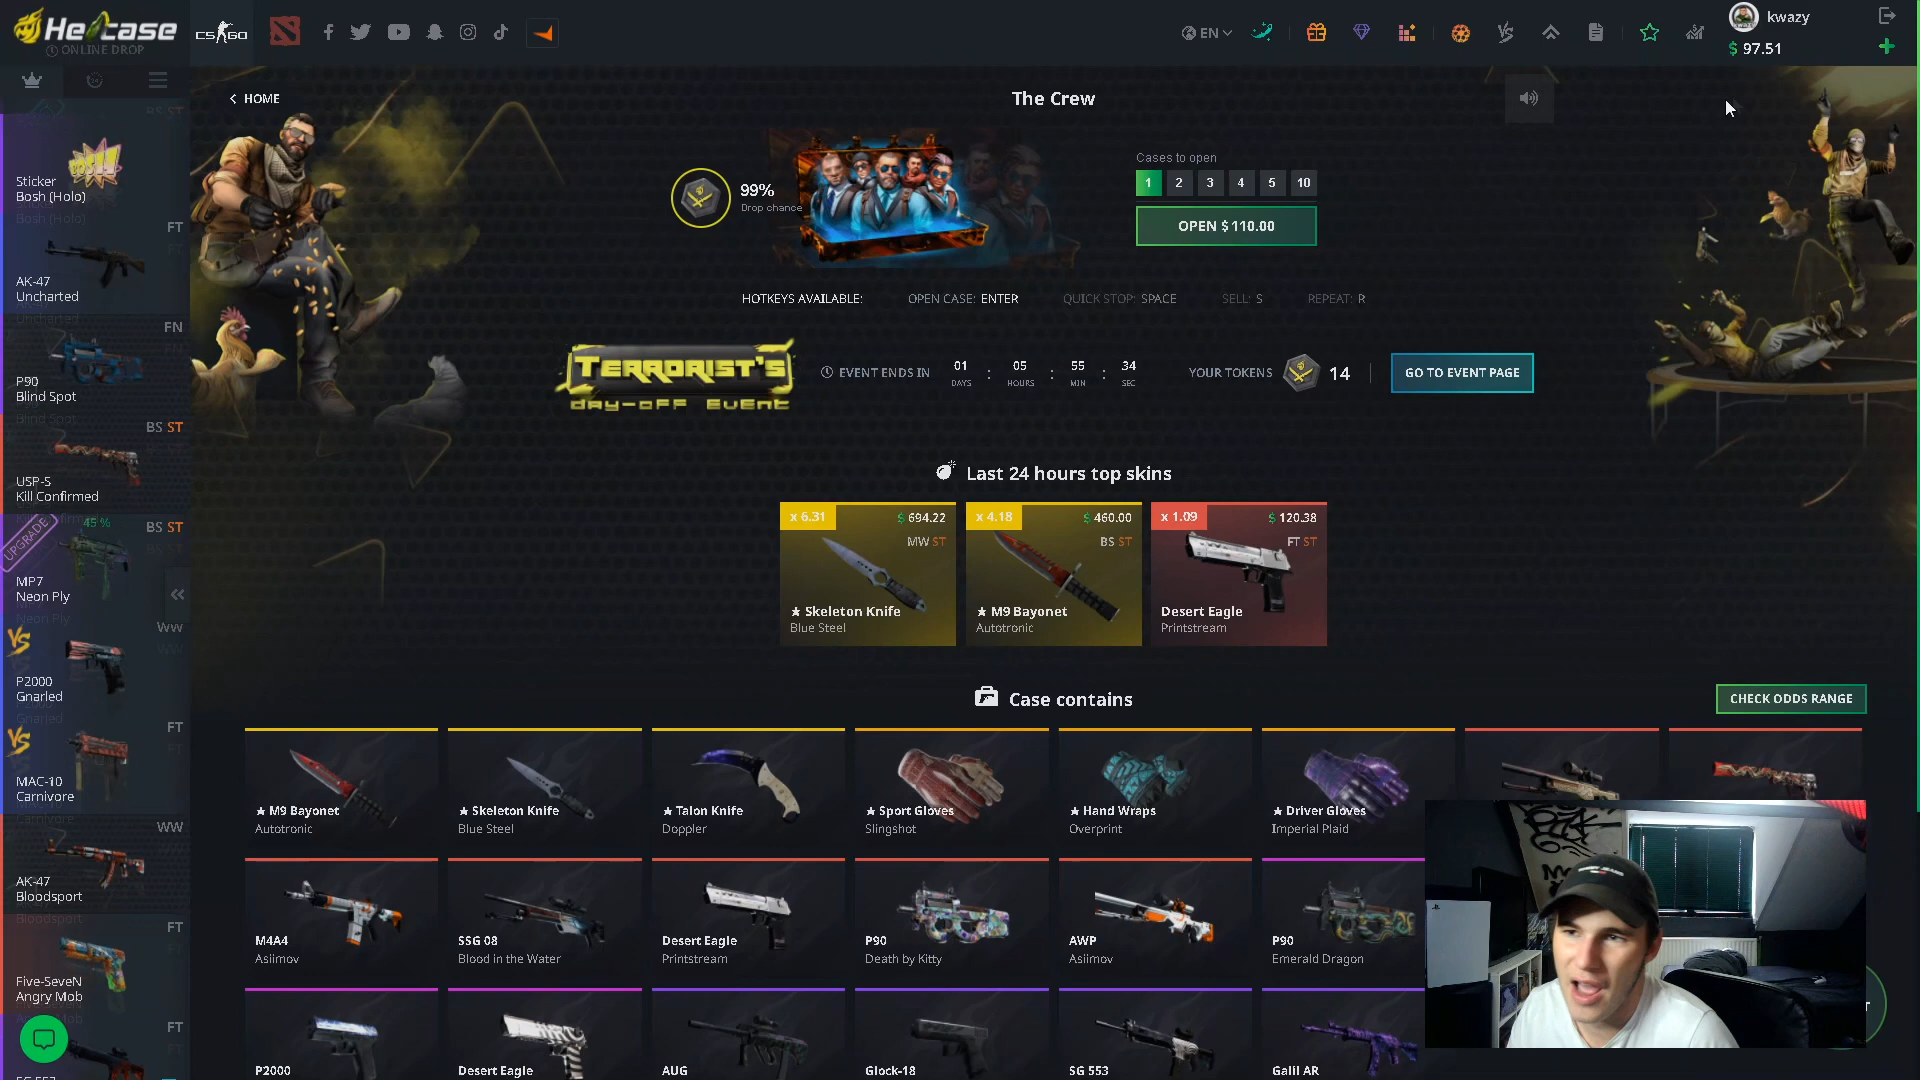 Hellcase
ONLINE DROP
CS:GO
EN
kwazy
$ 97.51
BS ST
Sticker
Bosh (Holo)
FT
AK-47
Uncharted
FN
P90
Blind Spot
BS ST
USP-S
Kill Confirmed
UPGRADE
45 %
BS ST
MP7
Neon Ply
VS
WW
P2000
Gnarled
VS
FT
MAC-10
Carnivore
WW
AK-47
Bloodsport
FT
Five-SeveN
Angry Mob
FT
HOME
The Crew
99%
Drop chance
Cases to open
1 2 3 4 5 10
OPEN $ 110.00
HOTKEYS AVAILABLE: OPEN CASE: ENTER QUICK STOP: SPACE SELL: S REPEAT: R
TERRORIST'S
DAY-OFF EVENT
EVENT ENDS IN
01 : 05 : 55 : 34
DAYS HOURS MIN SEC
YOUR TOKENS 14
GO TO EVENT PAGE
Last 24 hours top skins
x 6.31 $ 694.22
MW ST
★ Skeleton Knife
Blue Steel
x 4.18 $ 460.00
BS ST
★ M9 Bayonet
Autotronic
x 1.09 $ 120.38
FT ST
Desert Eagle
Printstream
Case contains
CHECK ODDS RANGE
★ M9 Bayonet
Autotronic
★ Skeleton Knife
Blue Steel
★ Talon Knife
Doppler
★ Sport Gloves
Slingshot
★ Hand Wraps
Overprint
★ Driver Gloves
Imperial Plaid
M4A4
Asiimov
SSG 08
Blood in the Water
Desert Eagle
Printstream
P90
Death by Kitty
AWP
Asiimov
P90
Emerald Dragon
P2000
Desert Eagle
AUG
Glock-18
SG 553
Galil AR